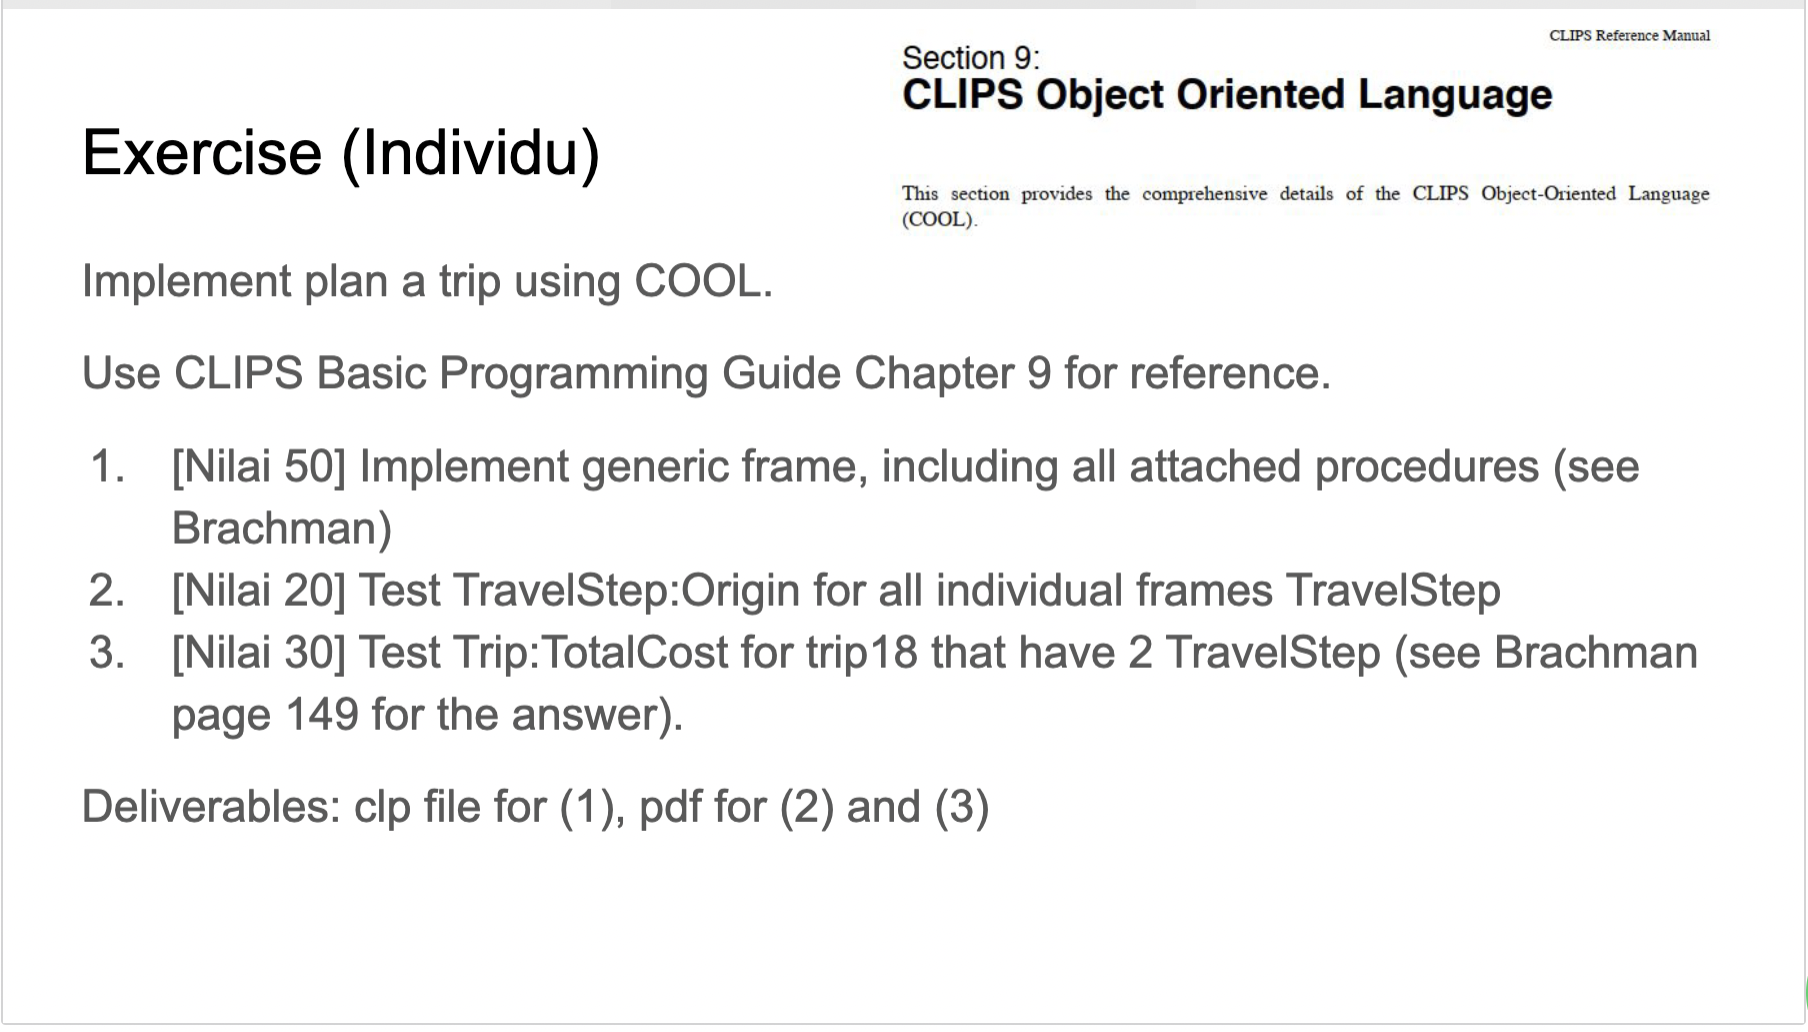 CLIPS Reference Manual
Section 9:
CLIPS Object Oriented Language
Exercise (Individu)
This section provides the comprehensive details of the CLIPS Object-Oriented Language
(COOL).
Implement plan a trip using COOL.
Use CLIPS Basic Programming Guide Chapter 9 for reference.
1. [Nilai 50] Implement generic frame, including all attached procedures (see
Brachman)
2. [Nilai 20] Test TravelStep:Origin for all individual frames TravelStep
3. [Nilai 30] Test Trip:TotalCost for trip18 that have 2 TravelStep (see Brachman
page 149 for the answer).
Deliverables: clp file for (1), pdf for (2) and (3)